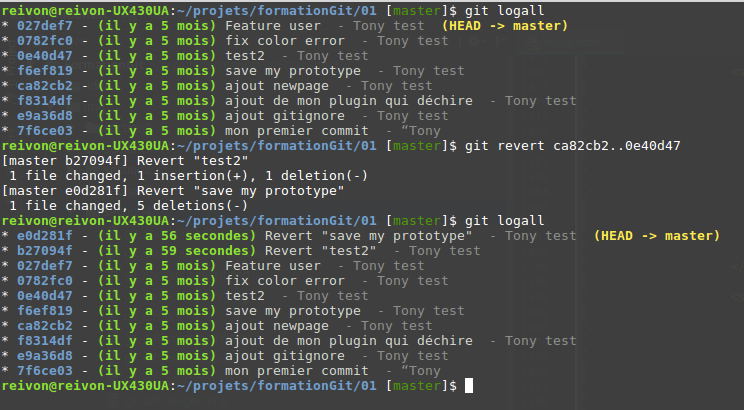 reivon@reivon-UX430UA:~/projets/formationGit/01 [master]$ git logall
* 027def7 - (il y a 5 mois) Feature user - Tony test (HEAD -> master)
* 0782fc0 - (il y a 5 mois) fix color error - Tony test
* 0e40d47 - (il y a 5 mois) test2 - Tony test
* f6ef819 - (il y a 5 mois) save my prototype - Tony test
* ca82cb2 - (il y a 5 mois) ajout newpage - Tony test
* f8314df - (il y a 5 mois) ajout de mon plugin qui déchire - Tony test
* e9a36d8 - (il y a 5 mois) ajout gitignore - Tony test
* 7f6ce03 - (il y a 5 mois) mon premier commit - “Tony
reivon@reivon-UX430UA:~/projets/formationGit/01 [master]$ git revert ca82cb2..0e40d47
[master b27094f] Revert "test2"
1 file changed, 1 insertion(+), 1 deletion(-)
[master e0d281f] Revert "save my prototype"
1 file changed, 5 deletions(-)
reivon@reivon-UX430UA:~/projets/formationGit/01 [master]$ git logall
* e0d281f - (il y a 56 secondes) Revert "save my prototype" - Tony test (HEAD -> master)
* b27094f - (il y a 59 secondes) Revert "test2" - Tony test
* 027def7 - (il y a 5 mois) Feature user - Tony test
* 0782fc0 - (il y a 5 mois) fix color error - Tony test
* 0e40d47 - (il y a 5 mois) test2 - Tony test
* f6ef819 - (il y a 5 mois) save my prototype - Tony test
* ca82cb2 - (il y a 5 mois) ajout newpage - Tony test
* f8314df - (il y a 5 mois) ajout de mon plugin qui déchire - Tony test
* e9a36d8 - (il y a 5 mois) ajout gitignore - Tony test
* 7f6ce03 - (il y a 5 mois) mon premier commit - “Tony
reivon@reivon-UX430UA:~/projets/formationGit/01 [master]$